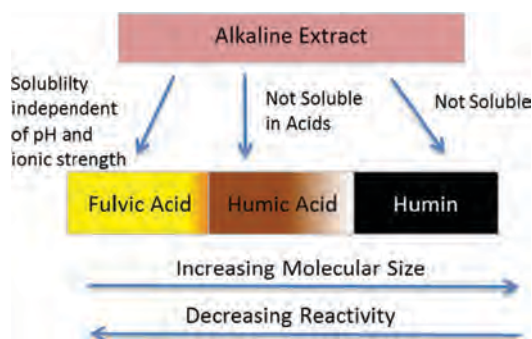 Alkaline Extract
Solublilty
independent
of pH and
ionic strength
Not Soluble
in Acids
Not Soluble
Fulvic Acid
Humic Acid
Humin
Increasing Molecular Size
Decreasing Reactivity